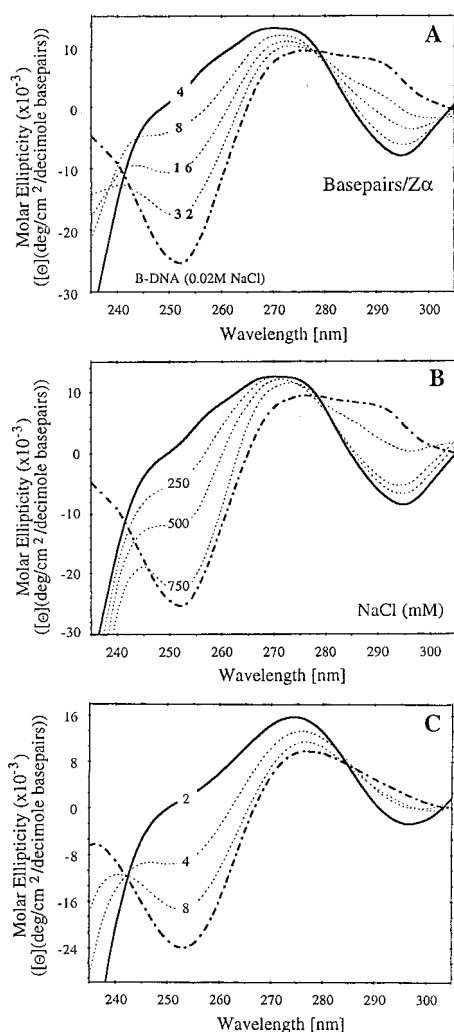 A
Molar Ellipticity (x10-3)
([Θ](deg/cm2/decimole basepairs))
10
0
-10
-20
-30
4
8
16
32
Basepairs/Zα
B-DNA (0.02M NaCl)
240 250 260 270 280 290 300
Wavelength [nm]
B
Molar Ellipticity (x10-3)
([Θ](deg/cm2/decimole basepairs))
10
0
-10
-20
-30
250
500
750
NaCl (mM)
240 250 260 270 280 290 300
Wavelength [nm]
C
Molar Ellipticity (x10-3)
([Θ](deg/cm2/decimole basepairs))
16
8
0
-8
-16
-24
2
4
8
240 250 260 270 280 290 300
Wavelength [nm]